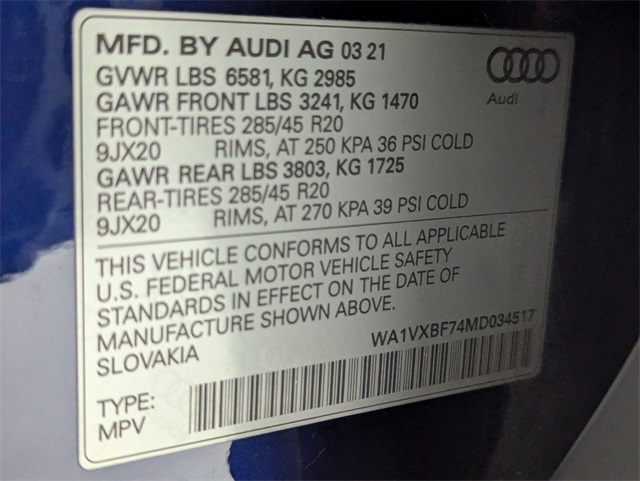 MFD. BY AUDI AG 03 21
GVWR LBS 6581, KG 2985
GAWR FRONT LBS 3241, KG 1470
FRONT-TIRES 285/45 R20
9JX20 RIMS, AT 250 KPA 36 PSI COLD
GAWR REAR LBS 3803, KG 1725
REAR-TIRES 285/45 R20
9JX20 RIMS, AT 270 KPA 39 PSI COLD
Audi
THIS VEHICLE CONFORMS TO ALL APPLICABLE
U.S. FEDERAL MOTOR VEHICLE SAFETY
STANDARDS IN EFFECT ON THE DATE OF
MANUFACTURE SHOWN ABOVE.
SLOVAKIA
WA1VXBF74MD034517
TYPE:
MPV